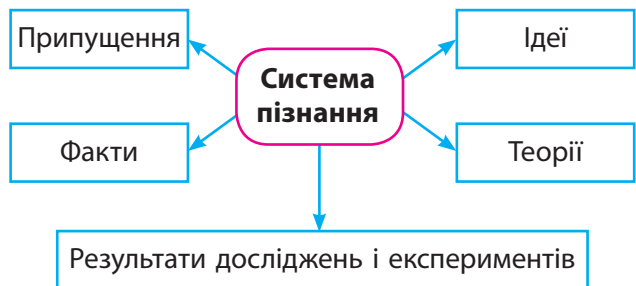 Припущення
Ідеї
Система
пізнання
Факти
Теорії
Результати досліджень і експериментів